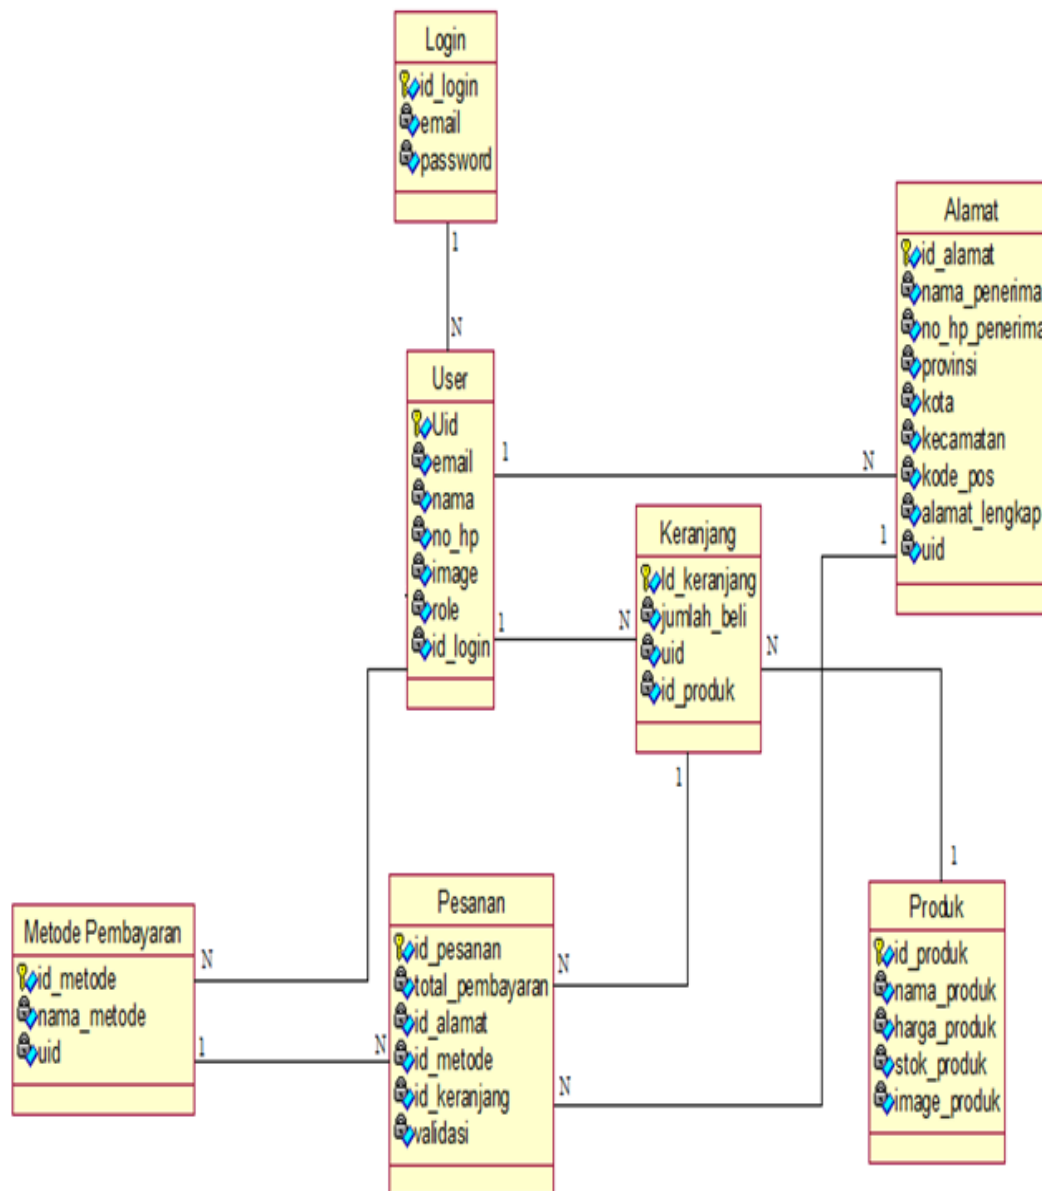 Login
id_login
email
password
1
N
User
Uid
email
nama
no_hp
image
role
id_login
1
N
1
N
Alamat
id_alamat
nama_penerima
no_hp_penerima
provinsi
kota
kecamatan
kode_pos
alamat_lengkap
uid
1
Keranjang
Id_keranjang
jumlah_beli
uid
id_produk
N
1
1
Metode Pembayaran
id_metode
nama_metode
uid
N
1
N
Pesanan
id_pesanan
total_pembayaran
id_alamat
id_metode
id_keranjang
validasi
N
N
Produk
id_produk
nama_produk
harga_produk
stok_produk
image_produk